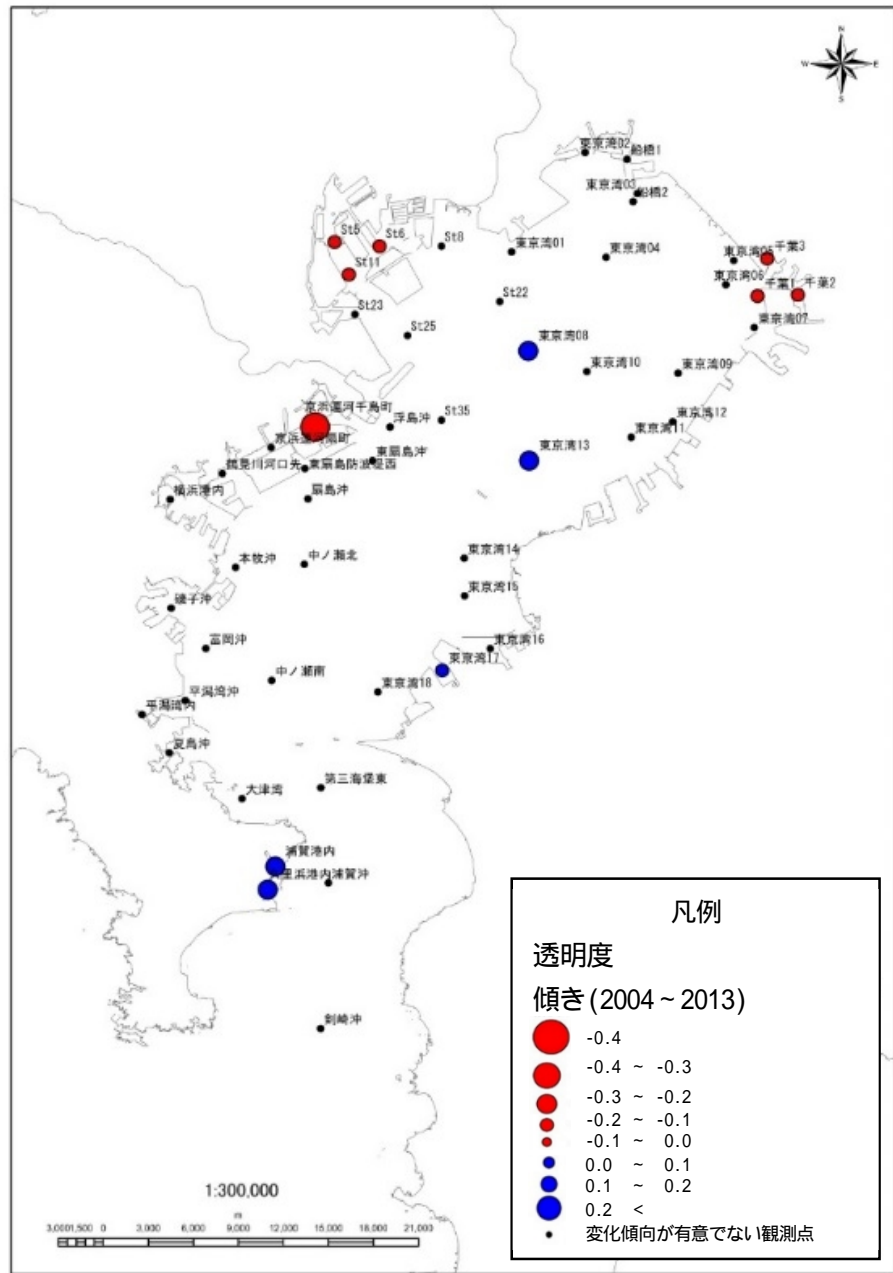 N
W E
S
東京湾02
船橋1
東京湾03
船橋2
St5
St6
St8
東京湾01
東京湾04
東京湾05
千葉3
St11
東京湾06
千葉1
千葉2
St22
St23
東京湾07
St25
東京湾08
東京湾10
東京湾09
京浜運河千鳥町
浮島沖
St35
東京湾12
東京湾11
京浜運河扇町
東扇島沖
東京湾13
鶴見川河口先
東扇島防波堤西
横浜港内
扇島沖
東京湾14
本牧沖
中ノ瀬北
東京湾15
磯子沖
富岡沖
東京湾16
東京湾17
中ノ瀬南
東京湾18
平潟湾沖
平潟湾内
夏島沖
第三海堡東
大津湾
浦賀港内
里浜港内
浦賀沖
剣崎沖
凡例
透明度
傾き(2004~2013)
-0.4
-0.4 ~ -0.3
-0.3 ~ -0.2
-0.2 ~ -0.1
-0.1 ~ 0.0
0.0 ~ 0.1
0.1 ~ 0.2
0.2 <
変化傾向が有意でない観測点
1:300,000
m
3,0001,500 0 3,000 6,000 9,000 12,000 15,000 18,000 21,000